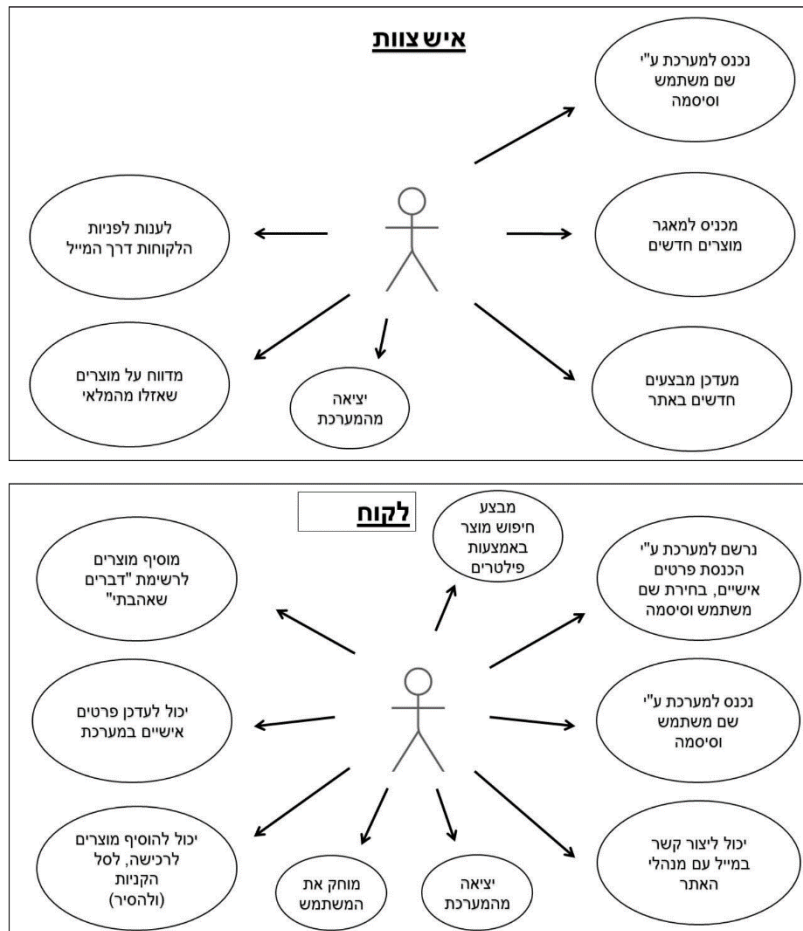 איש צוות
נכנס למערכת ע"י
שם משתמש
וסיסמה
לענות לפניות
הלקוחות דרך המייל
מכניס למאגר
מוצרים חדשים
מדווח על מוצרים
שאזלו מהמלאי
יציאה
מהמערכת
מעדכן מבצעים
חדשים באתר
לקוח
מבצע
חיפוש מוצר
באמצעות
פילטרים
נרשם למערכת ע"י
הכנסת פרטים
אישיים, בחירת שם
משתמש וסיסמה
מוסיף מוצרים
לרשימת "דברים
שאהבתי"
נכנס למערכת ע"י
שם משתמש
וסיסמה
יכול לעדכן פרטים
אישיים במערכת
יכול ליצור קשר
במייל עם מנהלי
האתר
יציאה
מהמערכת
מוחק את
המשתמש
יכול להוסיף מוצרים
לרכישה, לסל
הקניות
(ולהסיר)